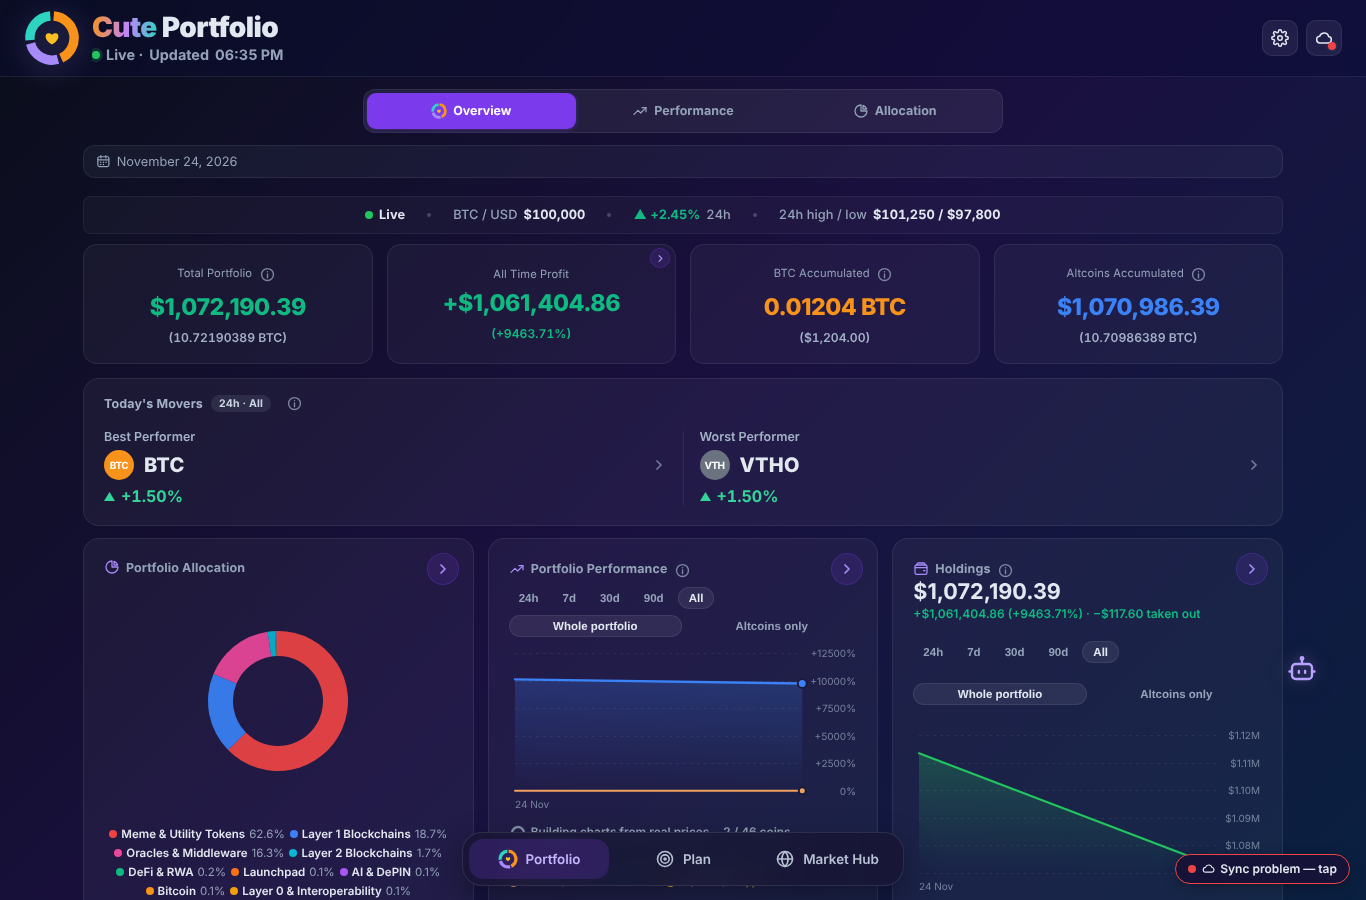 Cute Portfolio
Live · Updated 06:35 PM
Overview
Performance
Allocation
November 24, 2026
Live • BTC / USD $100,000 • ▲ +2.45% 24h • 24h high / low $101,250 / $97,800
Total Portfolio
$1,072,190.39
(10.72190389 BTC)
All Time Profit
+$1,061,404.86
(+9463.71%)
BTC Accumulated
0.01204 BTC
($1,204.00)
Altcoins Accumulated
$1,070,986.39
(10.70986389 BTC)
Today's Movers 24h · All
Best Performer
BTC BTC
▲ +1.50%
Worst Performer
VTH VTHO
▲ +1.50%
Portfolio Allocation
Meme & Utility Tokens 62.6% Layer 1 Blockchains 18.7%
Oracles & Middleware 16.3% Layer 2 Blockchains 1.7%
DeFi & RWA 0.2% Launchpad 0.1% AI & DePIN 0.1%
Bitcoin 0.1% Layer 0 & Interoperability 0.1%
Portfolio Performance
24h 7d 30d 90d All
Whole portfolio Altcoins only
+12500%
+10000%
+7500%
+5000%
+2500%
0%
24 Nov
Building charts from real prices
Holdings
$1,072,190.39
+$1,061,404.86 (+9463.71%) · −$117.60 taken out
24h 7d 30d 90d All
Whole portfolio Altcoins only
$1.12M
$1.11M
$1.10M
$1.09M
$1.08M
24 Nov
Portfolio
Plan
Market Hub
Sync problem — tap